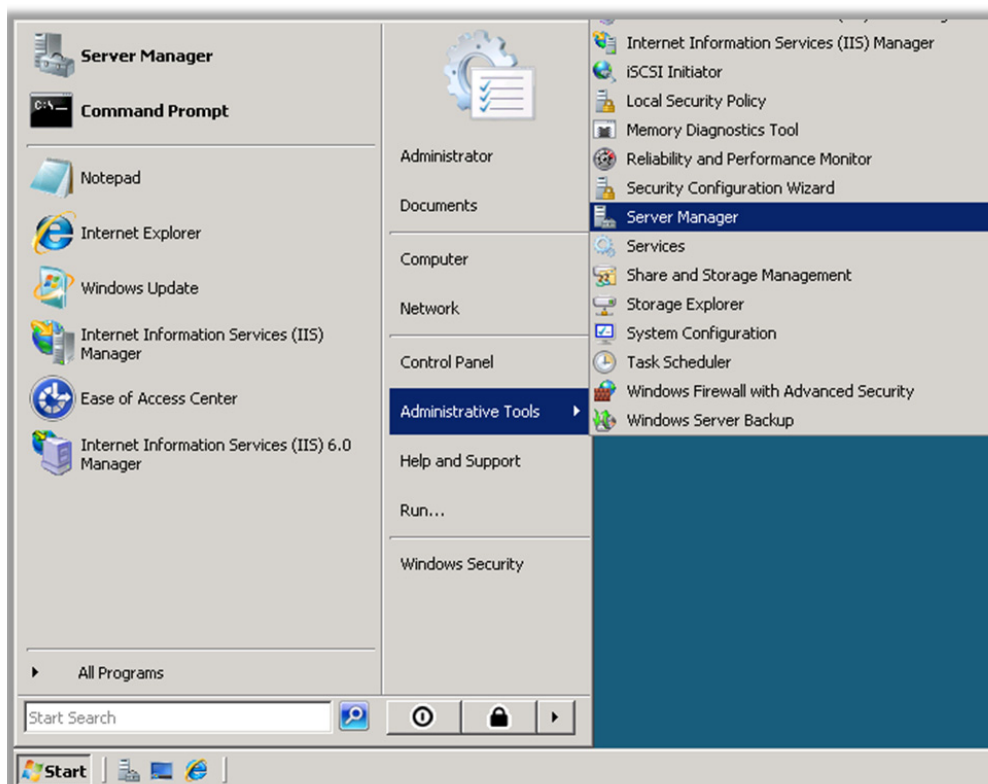 Server Manager
Command Prompt
Notepad
Internet Explorer
Windows Update
Internet Information Services (IIS)
Manager
Ease of Access Center
Internet Information Services (IIS) 6.0
Manager
All Programs
Start Search
Administrator
Documents
Computer
Network
Control Panel
Administrative Tools
Help and Support
Run...
Windows Security
Internet Information Services (IIS) Manager
iSCSI Initiator
Local Security Policy
Memory Diagnostics Tool
Reliability and Performance Monitor
Security Configuration Wizard
Server Manager
Services
Share and Storage Management
Storage Explorer
System Configuration
Task Scheduler
Windows Firewall with Advanced Security
Windows Server Backup
Start